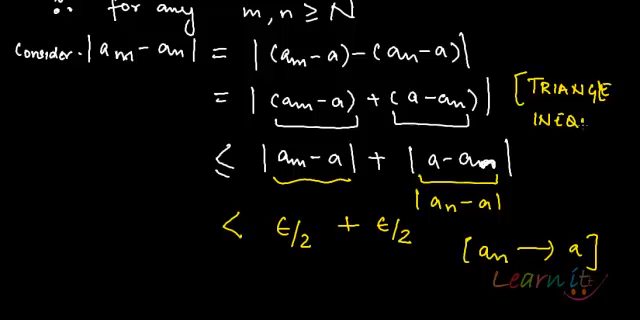 ∴ for any m, n ≥ N
Consider. |am - an| = |(am - a) - (an - a)|
= |(am - a) + (a - an)| [TRIANGLE INEQ:
≤ |am - a| + |a - an|
|an - a|
< ε/2 + ε/2 [an → a]
Learnit